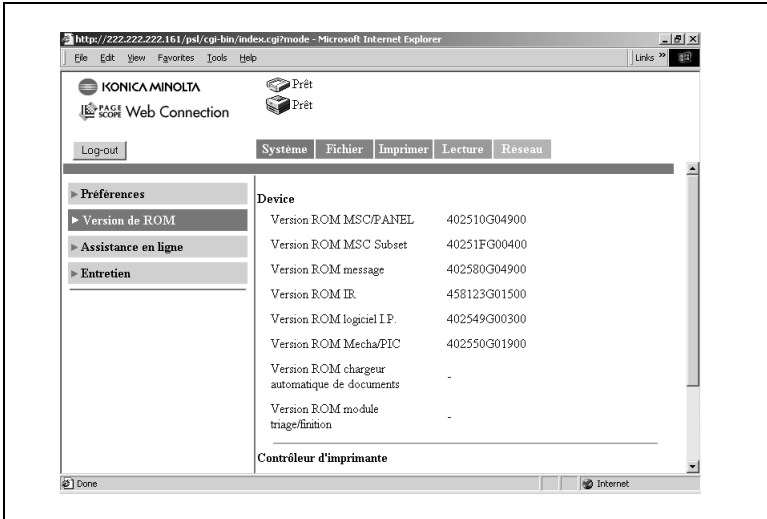 http://222.222.222.161/psl/cgi-bin/index.cgi?mode - Microsoft Internet Explorer
File Edit View Favorites Tools Help Links »
KONICA MINOLTA
Prêt
PAGE SCOPE Web Connection
Prêt
Log-out
Système Fichier Imprimer Lecture Réseau
Préférences
Version de ROM
Assistance en ligne
Entretien
Device
Version ROM MSC/PANEL 402510G04900
Version ROM MSC Subset 40251FG00400
Version ROM message 402580G04900
Version ROM IR 458123G01500
Version ROM logiciel I.P. 402549G00300
Version ROM Mecha/PIC 402550G01900
Version ROM chargeur
automatique de documents -
Version ROM module
triage/finition -
Contrôleur d'imprimante
Done Internet